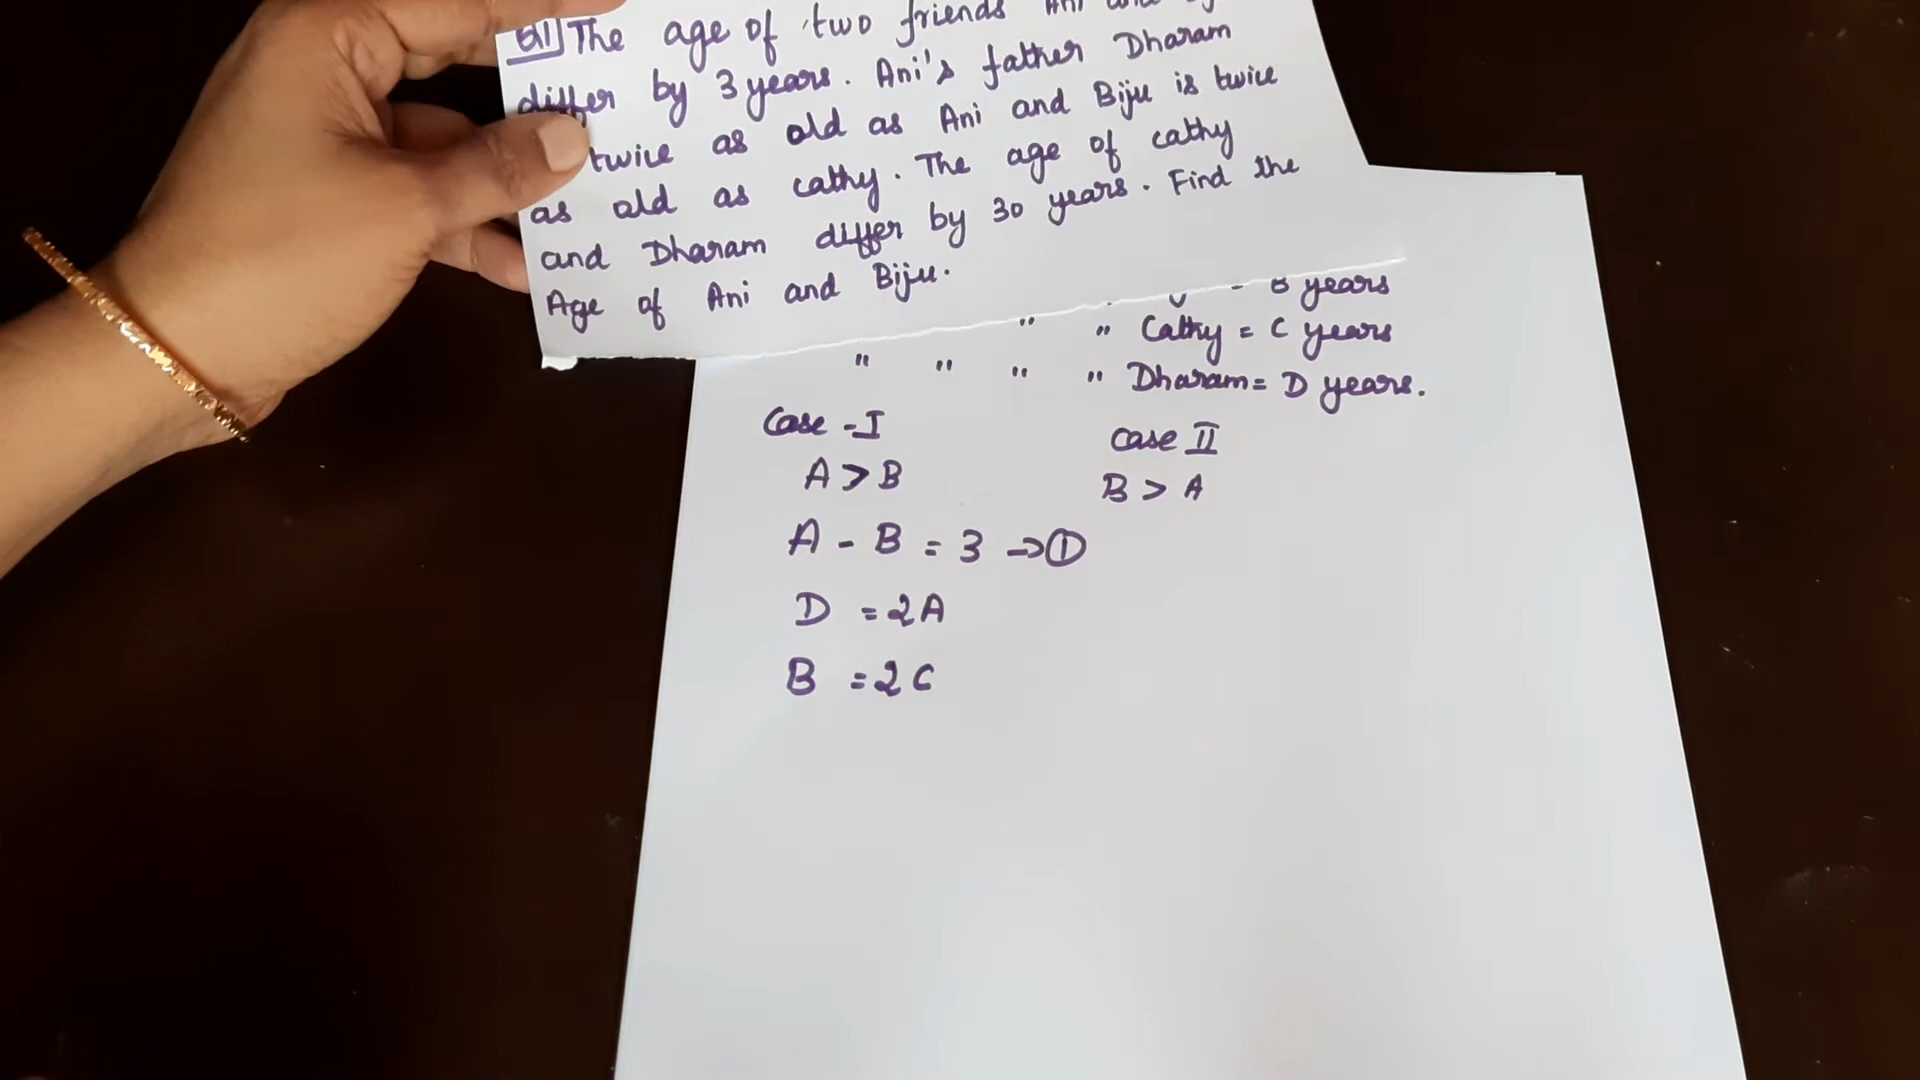 Q1] The age of two friends Ani
differ by 3 years. Ani's father Dharam
twice as old as Ani and Biju is twice
as old as cathy. The age of cathy
and Dharam differ by 30 years. Find the
Age of Ani and Biju.
- B years
" " Cathy = C years
" " " " Dharam = D years.
Case - I
Case II
A > B
B > A
A - B = 3 → ①
D = 2A
B = 2C